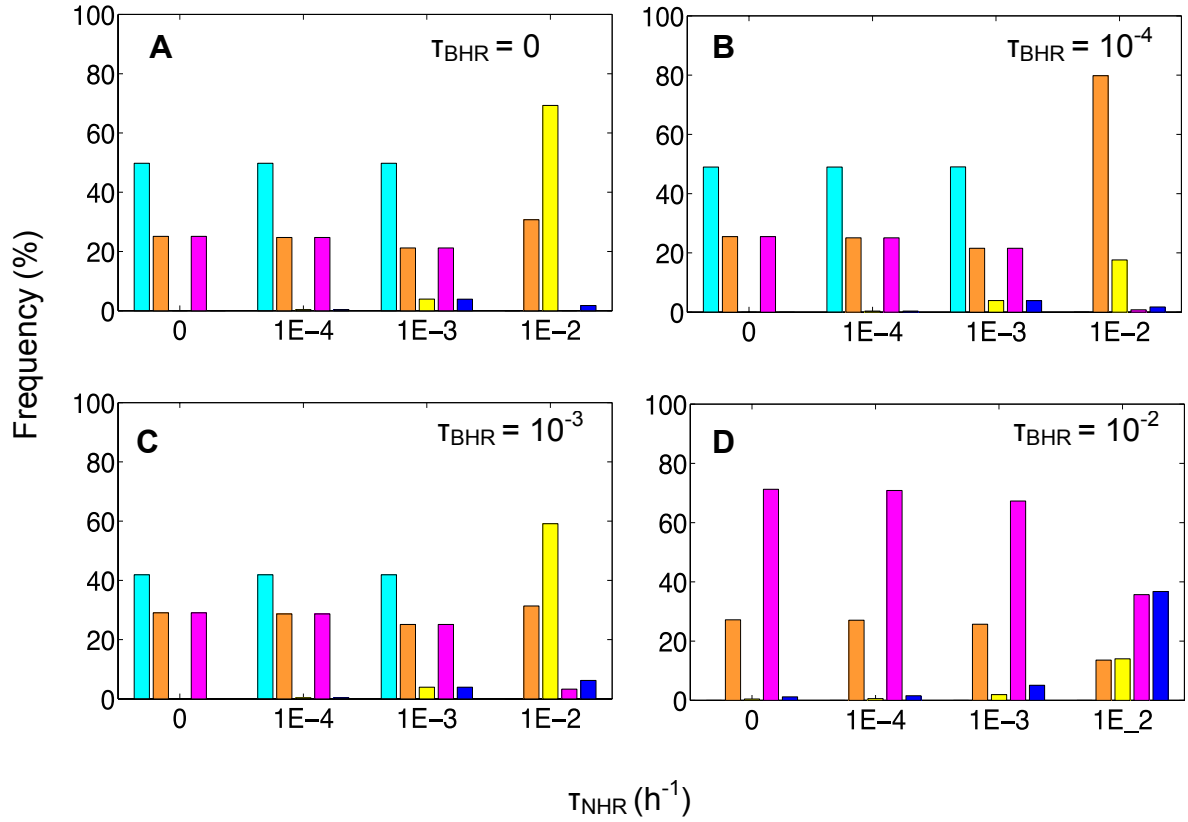 A
τBHR = 0
100
80
60
40
20
0
0
1E−4
1E−3
1E−2
B
τBHR = 10-4
100
80
60
40
20
0
0
1E−4
1E−3
1E−2
Frequency (%)
C
τBHR = 10-3
100
80
60
40
20
0
0
1E−4
1E−3
1E−2
D
τBHR = 10-2
100
80
60
40
20
0
0
1E−4
1E−3
1E_2
τNHR (h-1)